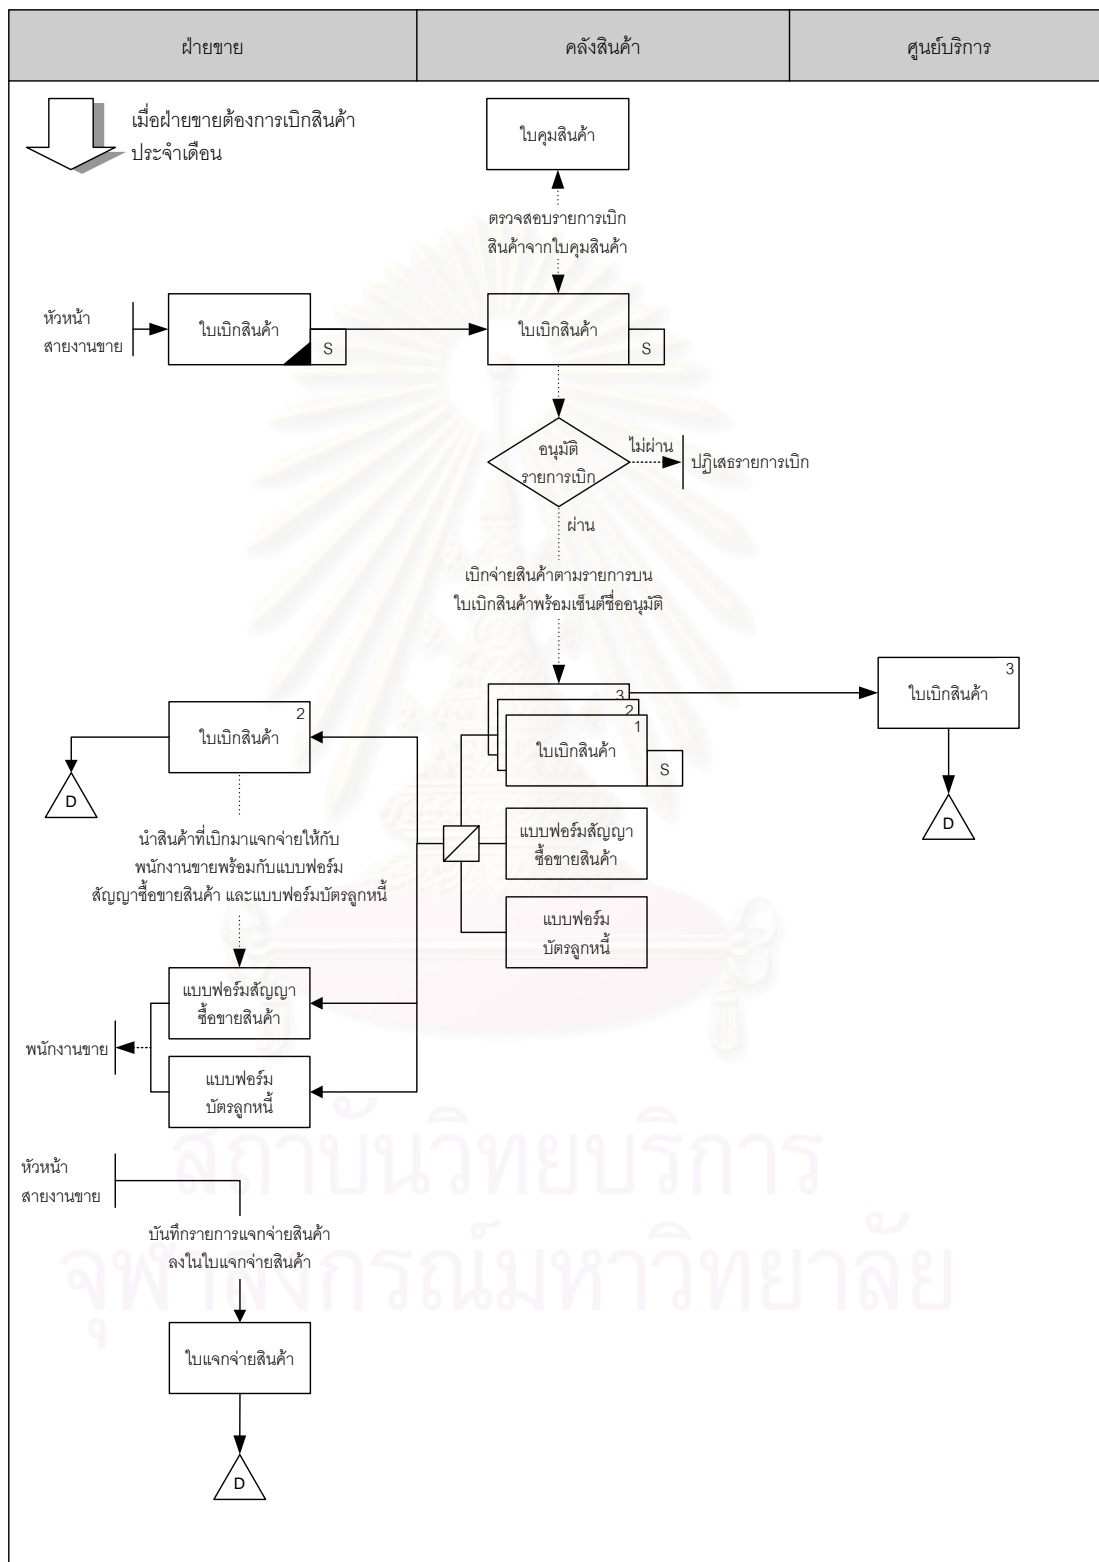 ฝ่ายขาย
คลังสินค้า
ศูนย์บริการ
เมื่อฝ่ายขายต้องการเบิกสินค้า
ประจำเดือน
ใบคุมสินค้า
ตรวจสอบรายการเบิก
สินค้าจากใบคุมสินค้า
หัวหน้า
สายงานขาย
ใบเบิกสินค้า
S
ใบเบิกสินค้า
S
อนุมัติ
รายการเบิก
ไม่ผ่าน
ปฏิเสธรายการเบิก
ผ่าน
เบิกจ่ายสินค้าตามรายการบน
ใบเบิกสินค้าพร้อมเซ็นต์ชื่ออนุมัติ
3
2
1
ใบเบิกสินค้า
S
3
ใบเบิกสินค้า
D
2
ใบเบิกสินค้า
D
นำสินค้าที่เบิกมาแจกจ่ายให้กับ
พนักงานขายพร้อมกับแบบฟอร์ม
สัญญาซื้อขายสินค้า และแบบฟอร์มบัตรลูกหนี้
แบบฟอร์มสัญญา
ซื้อขายสินค้า
แบบฟอร์ม
บัตรลูกหนี้
แบบฟอร์มสัญญา
ซื้อขายสินค้า
พนักงานขาย
แบบฟอร์ม
บัตรลูกหนี้
สถาบันวิทยบริการ
จุฬาลงกรณ์มหาวิทยาลัย
หัวหน้า
สายงานขาย
บันทึกรายการแจกจ่ายสินค้า
ลงในใบแจกจ่ายสินค้า
ใบแจกจ่ายสินค้า
D